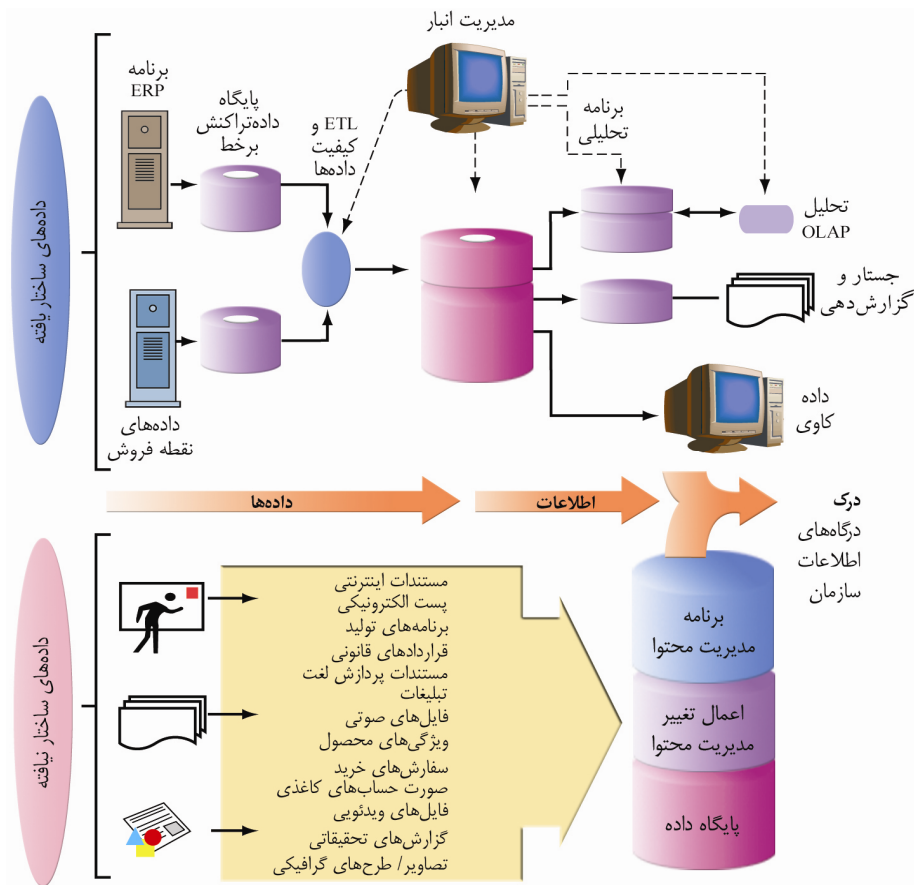 مدیریت انبار
برنامه
ERP
پایگاه
داده‌تراکنش
برخط
ETL و
کیفیت
داده‌ها
برنامه
تحلیلی
تحلیل
OLAP
جستار و
گزارش‌دهی
داده
کاوی
داده‌های
نقطه فروش
داده‌های ساختار یافته
داده‌ها
اطلاعات
درک
درگاه‌های
اطلاعات
سازمان
داده‌های ساختار نیافته
مستندات اینترنتی
پست الکترونیکی
برنامه‌های تولید
قراردادهای قانونی
مستندات پردازش لغت
تبلیغات
فایل‌های صوتی
ویژگی‌های محصول
سفارش‌های خرید
صورت حساب‌های کاغذی
فایل‌های ویدئویی
گزارش‌های تحقیقاتی
تصاویر/ طرح‌های گرافیکی
برنامه
مدیریت محتوا
اعمال تغییر
مدیریت محتوا
پایگاه داده